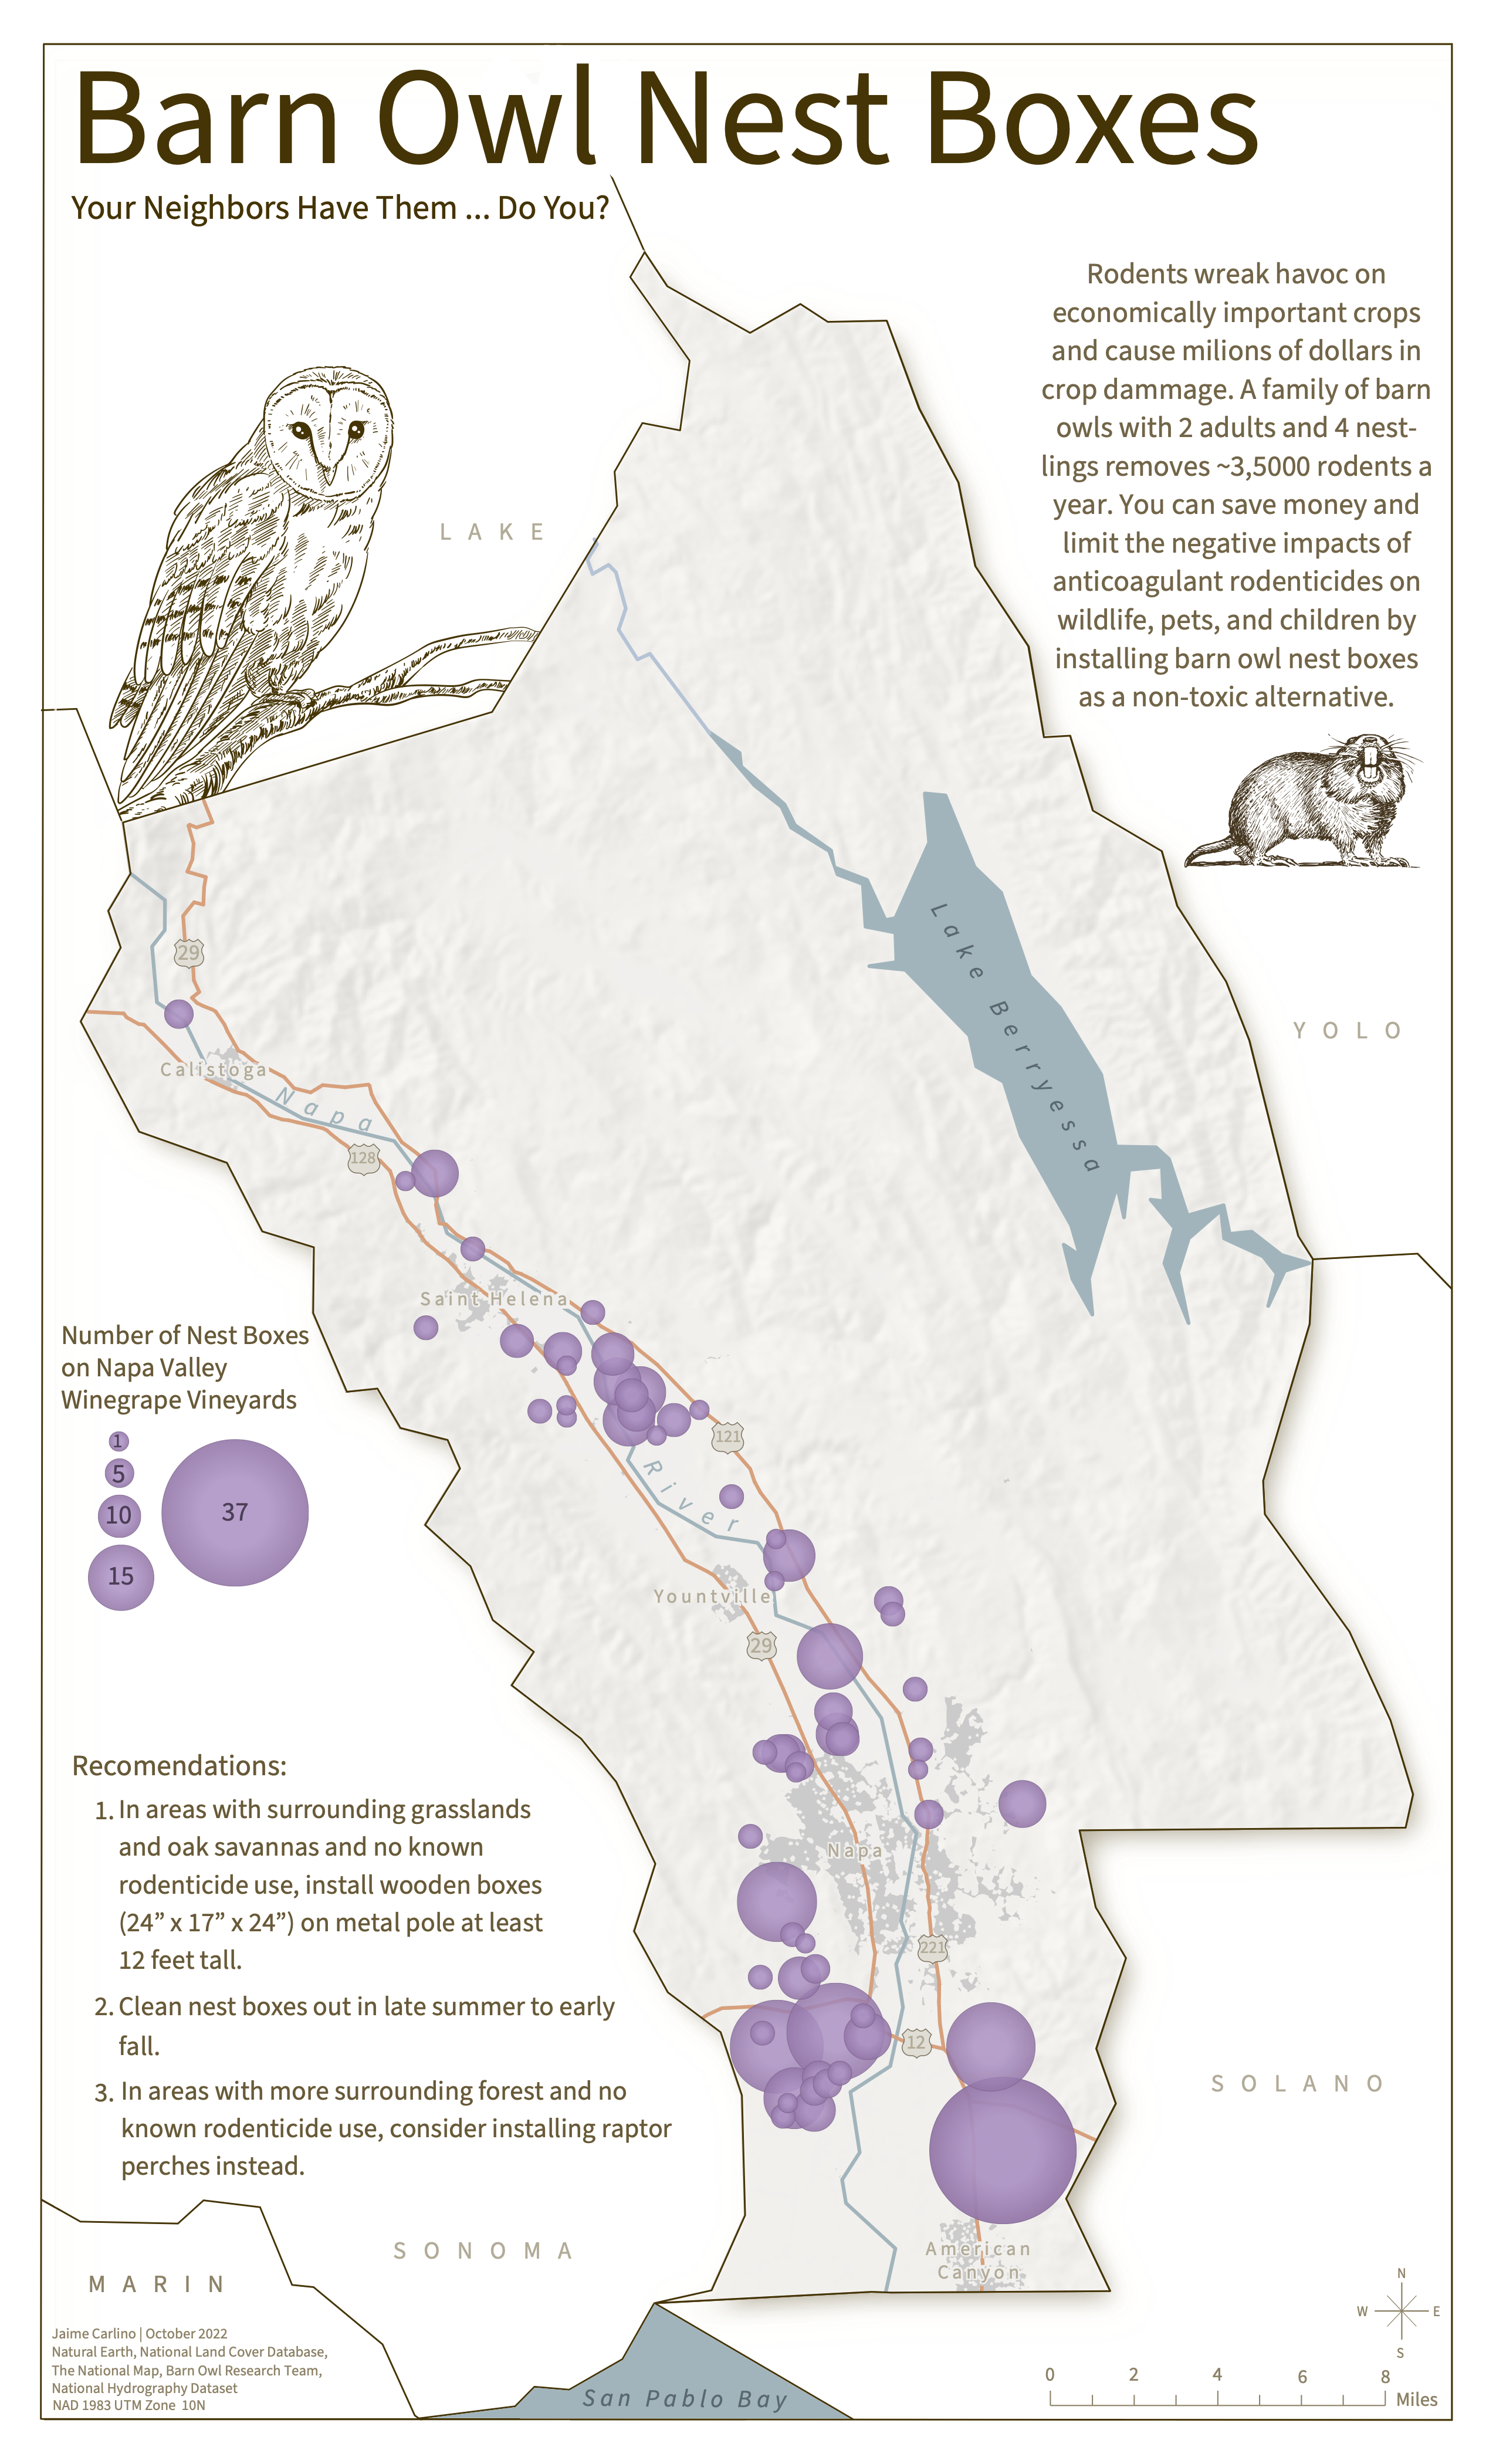 Barn Owl Nest Boxes
Your Neighbors Have Them ... Do You?
Rodents wreak havoc on
economically important crops
and cause milions of dollars in
crop dammage. A family of barn
owls with 2 adults and 4 nest-
lings removes ~3,5000 rodents a
year. You can save money and
limit the negative impacts of
anticoagulant rodenticides on
wildlife, pets, and children by
installing barn owl nest boxes
as a non-toxic alternative.
LAKE
29
Lake Berryessa
YOLO
Calistoga
Napa
128
Saint Helena
Number of Nest Boxes
on Napa Valley
Winegrape Vineyards
1
5
10
15
37
121
River
Yountville
29
Recomendations:
1. In areas with surrounding grasslands
and oak savannas and no known
rodenticide use, install wooden boxes
(24” x 17” x 24”) on metal pole at least
12 feet tall.
2. Clean nest boxes out in late summer to early
fall.
3. In areas with more surrounding forest and no
known rodenticide use, consider installing raptor
perches instead.
Napa
221
12
SOLANO
SONOMA
MARIN
American
Canyon
N
W E
S
Jaime Carlino | October 2022
Natural Earth, National Land Cover Database,
The National Map, Barn Owl Research Team,
National Hydrography Dataset
NAD 1983 UTM Zone 10N
San Pablo Bay
0 2 4 6 8
Miles